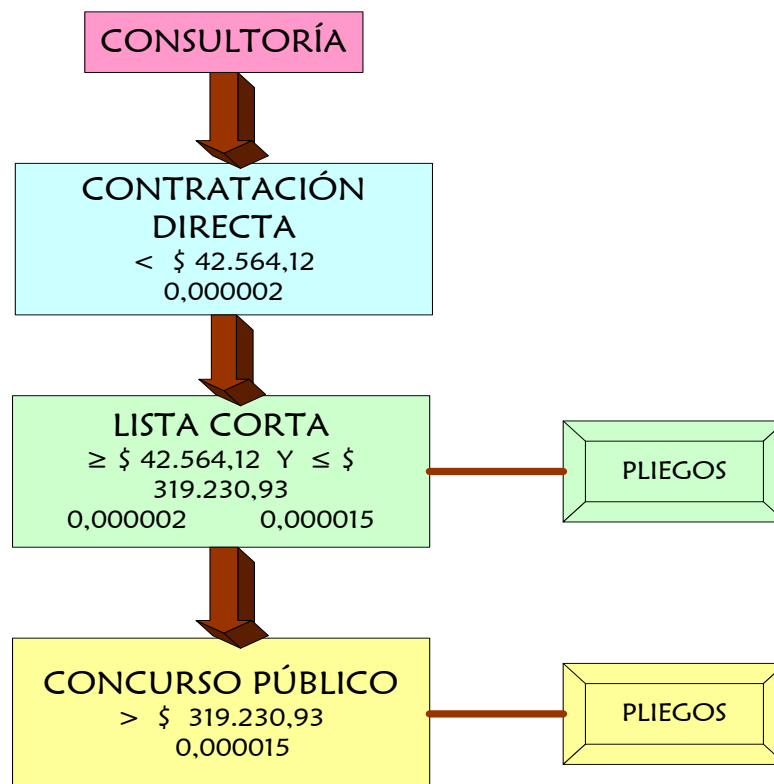 CONSULTORÍA
CONTRATACIÓN
DIRECTA
< $ 42.564,12
0,000002
LISTA CORTA
≥ $ 42.564,12 Y ≤ $
319.230,93
0,000002 0,000015
PLIEGOS
CONCURSO PÚBLICO
> $ 319.230,93
0,000015
PLIEGOS